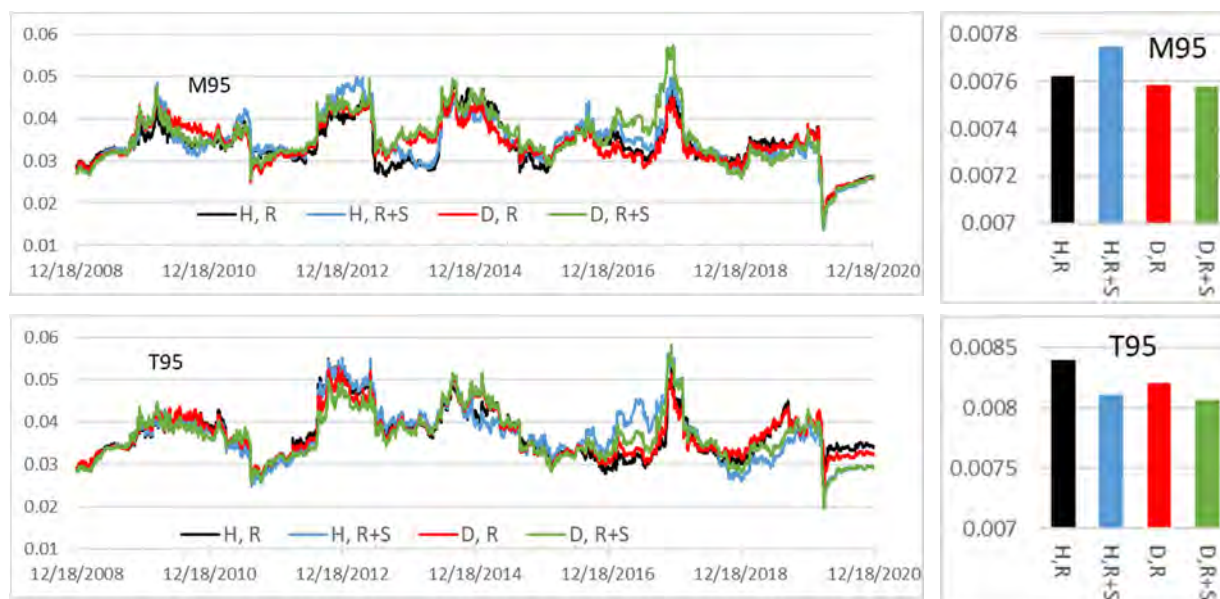 0.06
0.05
M95
0.04
0.03
0.02
H, R
H, R+S
D, R
D, R+S
0.01
12/18/2008
12/18/2010
12/18/2012
12/18/2014
12/18/2016
12/18/2018
12/18/2020
0.0078
M95
0.0076
0.0074
0.0072
0.007
H,R
H,R+S
D,R
D,R+S
0.06
T95
0.05
0.04
0.03
0.02
H, R
H, R+S
D, R
D, R+S
0.01
12/18/2008
12/18/2010
12/18/2012
12/18/2014
12/18/2016
12/18/2018
12/18/2020
0.0085
T95
0.008
0.0075
0.007
H,R
H,R+S
D,R
D,R+S